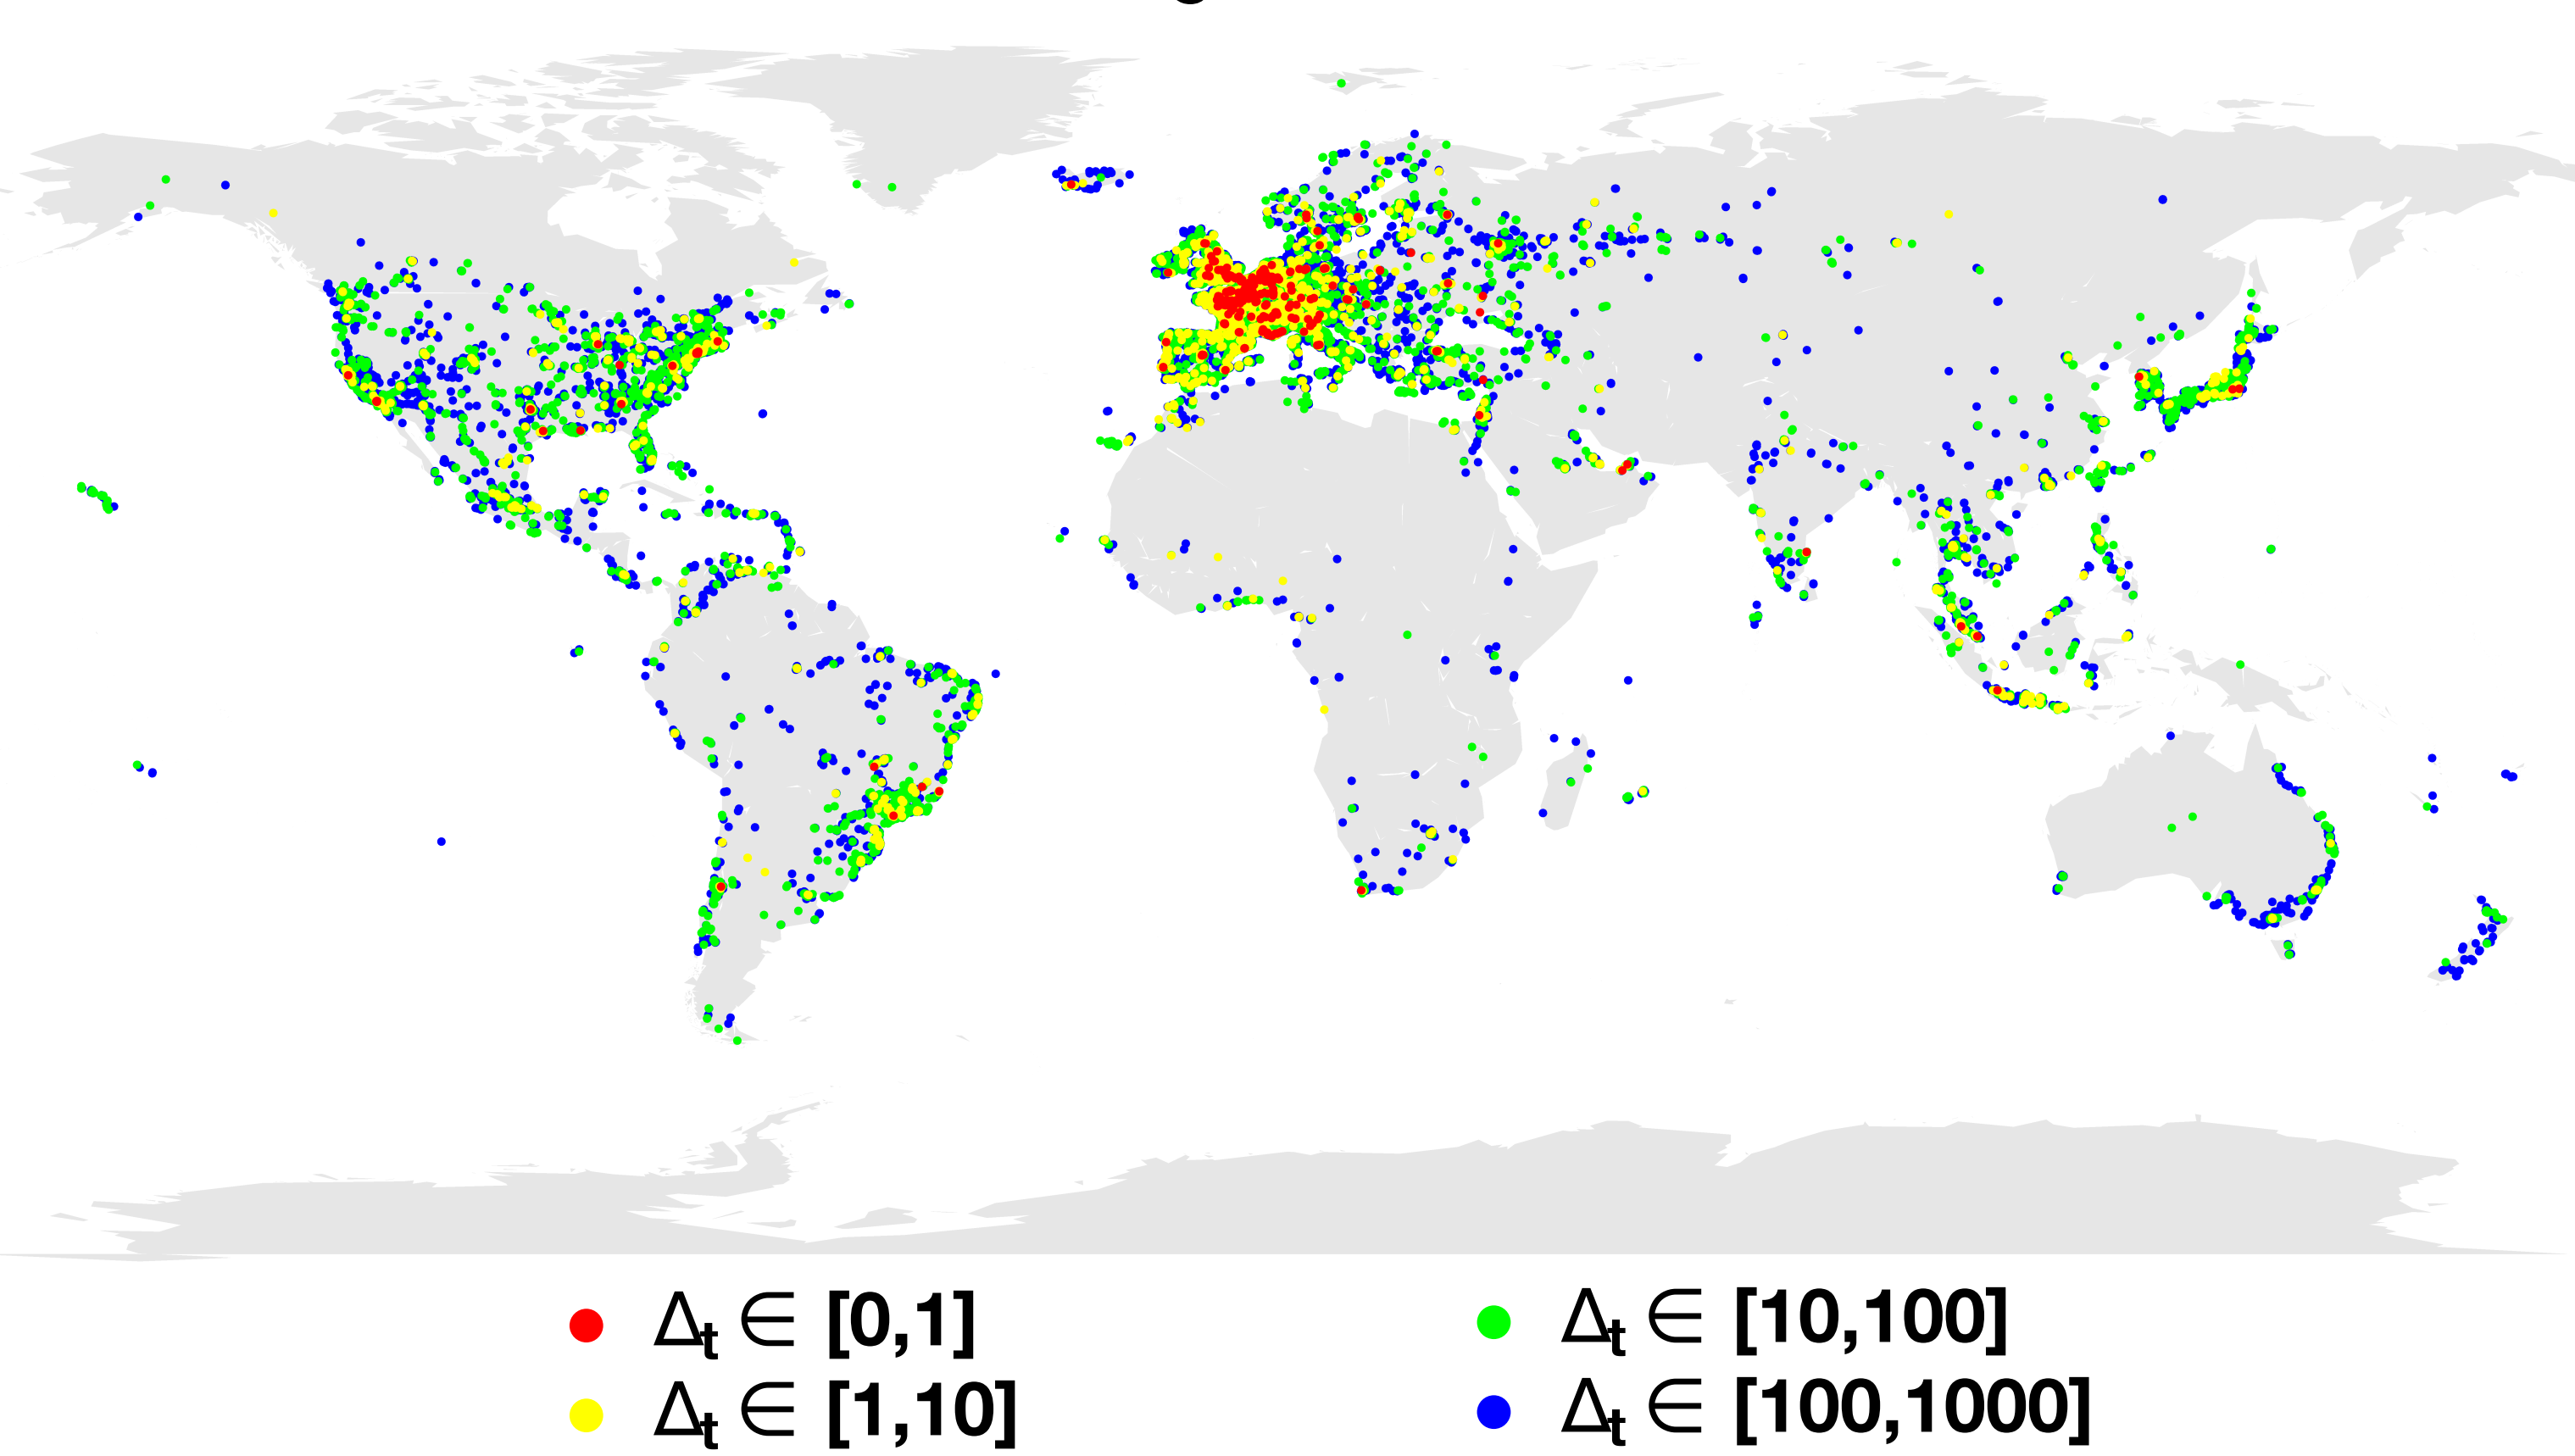 Δt ∈ [0,1]
Δt ∈ [1,10]
Δt ∈ [10,100]
Δt ∈ [100,1000]